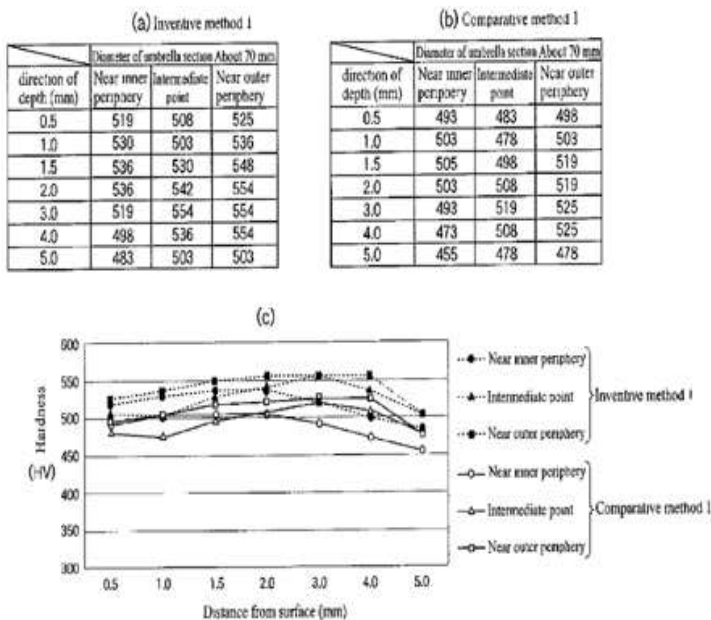 (a) Inventive method 1
Diameter of umbrella section About 70 mm
direction of depth (mm) Near inner periphery Intermediate point Near outer periphery
0.5 519 508 525
1.0 530 503 536
1.5 536 530 548
2.0 536 542 554
3.0 519 554 554
4.0 498 536 554
5.0 483 503 503
(b) Comparative method 1
Diameter of umbrella section About 70 mm
direction of depth (mm) Near inner periphery Intermediate point Near outer periphery
0.5 493 483 498
1.0 503 478 503
1.5 505 498 519
2.0 503 508 519
3.0 493 519 525
4.0 473 508 525
5.0 455 478 478
(c)
Hardness
(HV)
600
550
500
450
400
350
300
0.5 1.0 1.5 2.0 3.0 4.0 5.0
Distance from surface (mm)
Near inner periphery
Intermediate point
Near outer periphery
Inventive method 1
Near inner periphery
Intermediate point
Near outer periphery
Comparative method 1